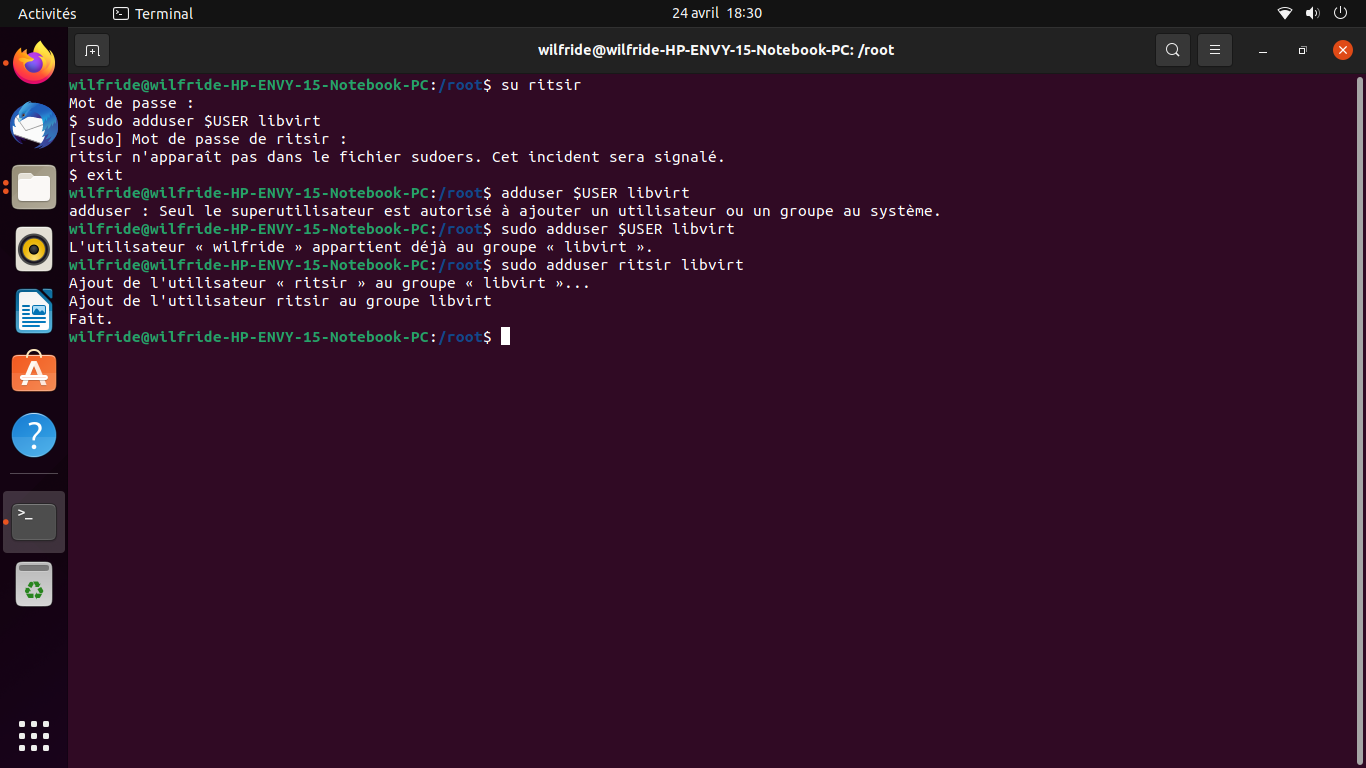 Activités
Terminal
24 avril 18:30
wilfride@wilfride-HP-ENVY-15-Notebook-PC: /root
wilfride@wilfride-HP-ENVY-15-Notebook-PC:/root$ su ritsir
Mot de passe :
$ sudo adduser $USER libvirt
[sudo] Mot de passe de ritsir :
ritsir n'apparaît pas dans le fichier sudoers. Cet incident sera signalé.
$ exit
wilfride@wilfride-HP-ENVY-15-Notebook-PC:/root$ adduser $USER libvirt
adduser : Seul le superutilisateur est autorisé à ajouter un utilisateur ou un groupe au système.
wilfride@wilfride-HP-ENVY-15-Notebook-PC:/root$ sudo adduser $USER libvirt
L'utilisateur « wilfride » appartient déjà au groupe « libvirt ».
wilfride@wilfride-HP-ENVY-15-Notebook-PC:/root$ sudo adduser ritsir libvirt
Ajout de l'utilisateur « ritsir » au groupe « libvirt »...
Ajout de l'utilisateur ritsir au groupe libvirt
Fait.
wilfride@wilfride-HP-ENVY-15-Notebook-PC:/root$